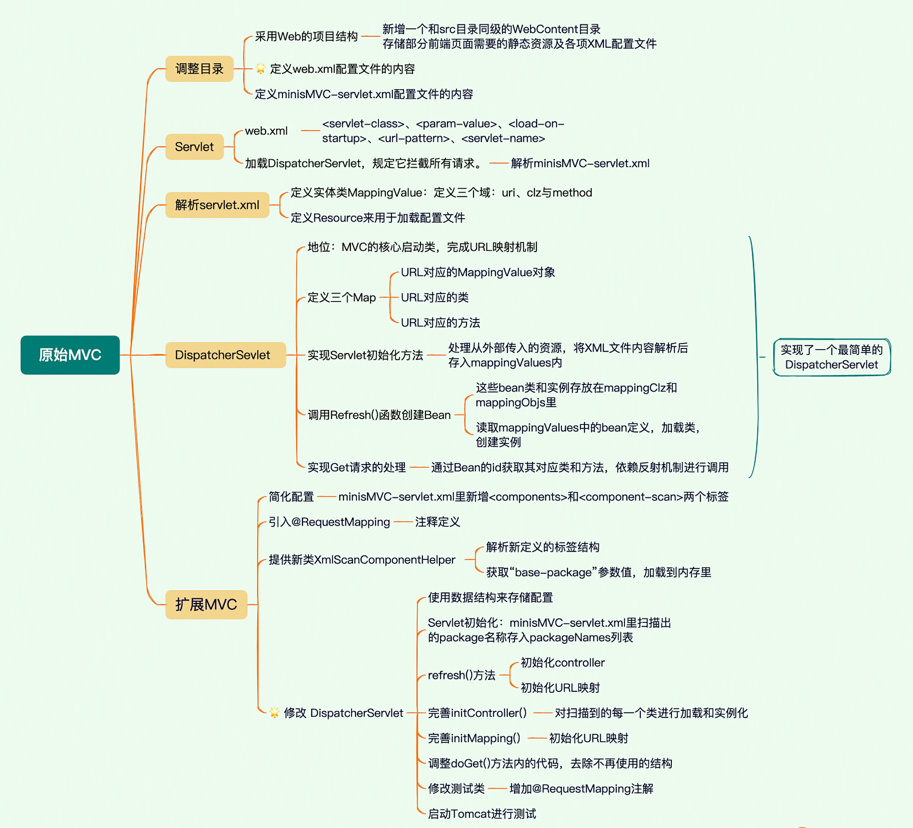 原始MVC
调整目录
采用Web的项目结构
新增一个和src目录同级的WebContent目录
存储部分前端页面需要的静态资源及各项XML配置文件
定义web.xml配置文件的内容
定义minisMVC-servlet.xml配置文件的内容
Servlet
web.xml
<servlet-class>、<param-value>、<load-on-
startup>、<url-pattern>、<servlet-name>
加载DispatcherServlet，规定它拦截所有请求。
解析minisMVC-servlet.xml
解析servlet.xml
定义实体类MappingValue：定义三个域：uri、clz与method
定义Resource来用于加载配置文件
DispatcherSevlet
地位：MVC的核心启动类，完成URL映射机制
定义三个Map
URL对应的MappingValue对象
URL对应的类
URL对应的方法
实现Servlet初始化方法
处理从外部传入的资源，将XML文件内容解析后
存入mappingValues内
调用Refresh()函数创建Bean
这些bean类和实例存放在mappingClz和
mappingObjs里
读取mappingValues中的bean定义，加载类，
创建实例
实现Get请求的处理
通过Bean的id获取其对应类和方法，依赖反射机制进行调用
实现了一个最简单的
DispatcherServlet
扩展MVC
简化配置
minisMVC-servlet.xml里新增<components>和<component-scan>两个标签
引入@RequestMapping
注释定义
提供新类XmlScanComponentHelper
解析新定义的标签结构
获取“base-package”参数值，加载到内存里
修改 DispatcherServlet
使用数据结构来存储配置
Servlet初始化：minisMVC-servlet.xml里扫描出
的package名称存入packageNames列表
refresh()方法
初始化controller
初始化URL映射
完善initController()
对扫描到的每一个类进行加载和实例化
完善initMapping()
初始化URL映射
调整doGet()方法内的代码，去除不再使用的结构
修改测试类
增加@RequestMapping注解
启动Tomcat进行测试